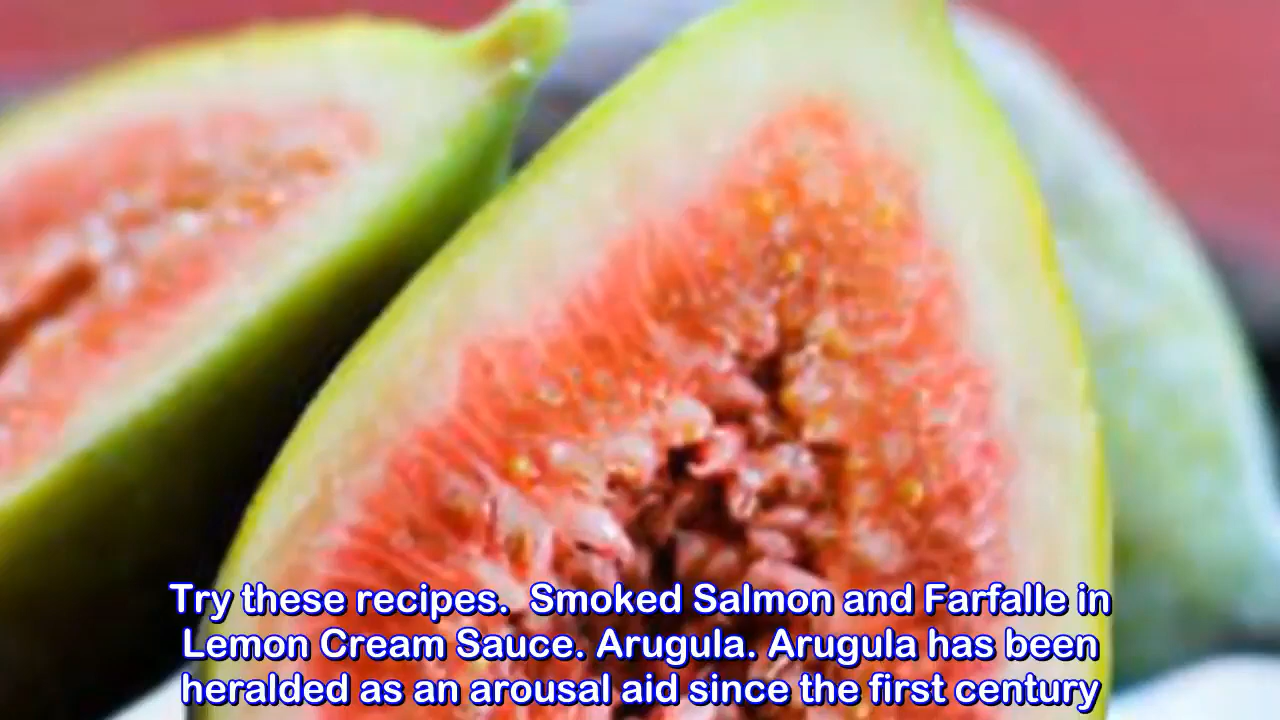 Try these recipes.  Smoked Salmon and Farfalle in
Lemon Cream Sauce. Arugula. Arugula has been
heralded as an arousal aid since the first century